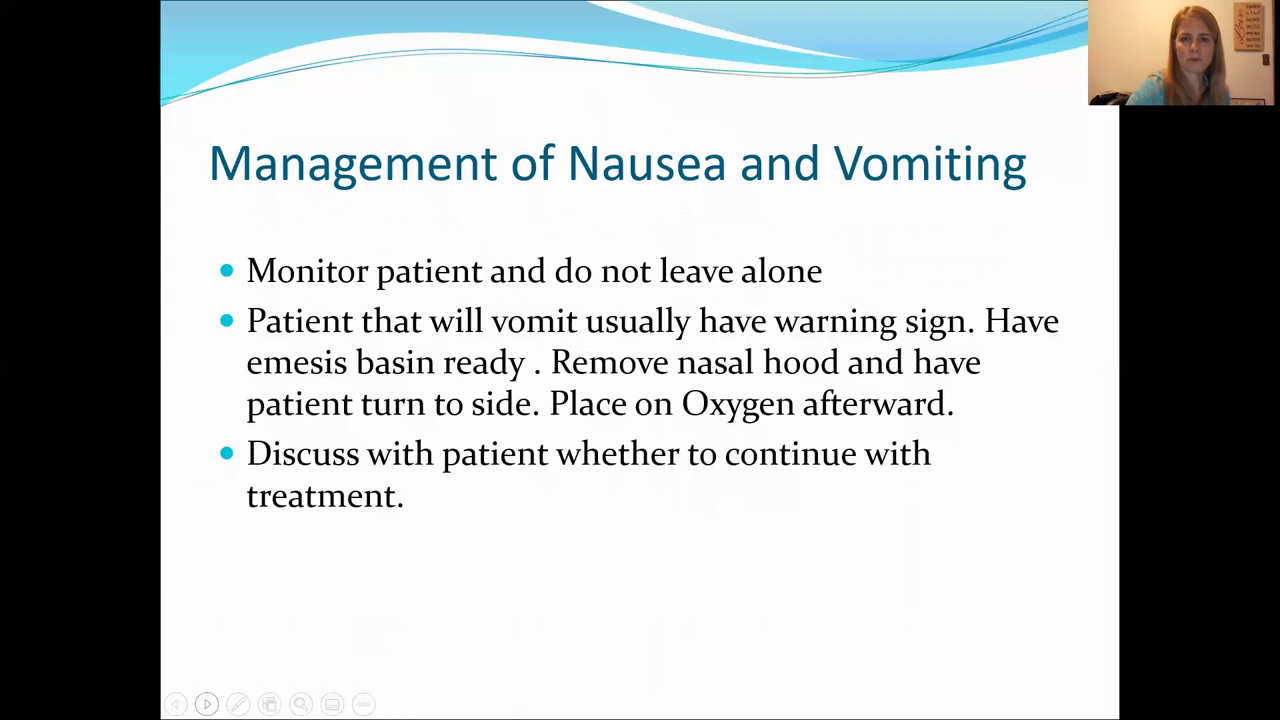 Management of Nausea and Vomiting
Monitor patient and do not leave alone
Patient that will vomit usually have warning sign. Have
emesis basin ready . Remove nasal hood and have
patient turn to side. Place on Oxygen afterward.
Discuss with patient whether to continue with
treatment.